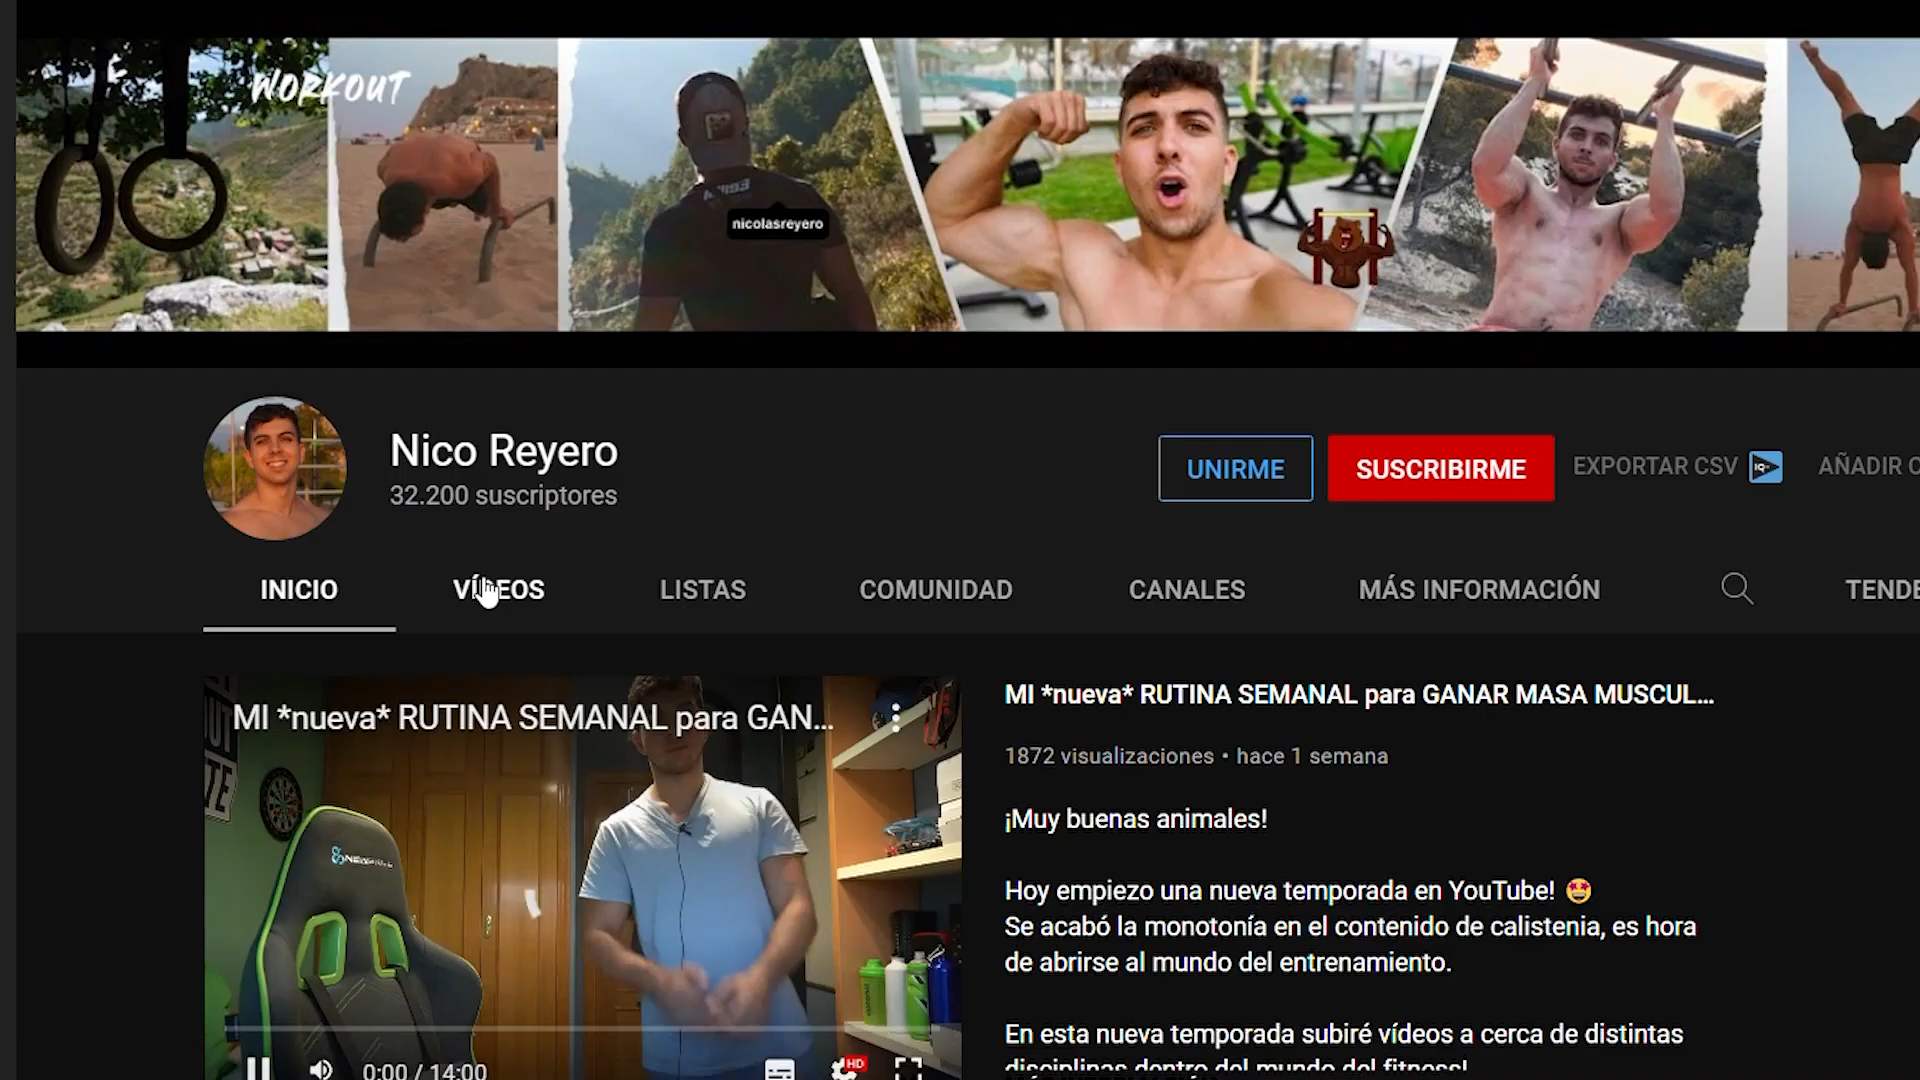 WORKOUT
nicolasreyero
Nico Reyero
32.200 suscriptores
UNIRME
SUSCRIBIRME
EXPORTAR CSV
IQ
AÑADIR C
INICIO
VÍDEOS
LISTAS
COMUNIDAD
CANALES
MÁS INFORMACIÓN
TENDE
MI *nueva* RUTINA SEMANAL para GAN...
MI *nueva* RUTINA SEMANAL para GANAR MASA MUSCUL...
1872 visualizaciones • hace 1 semana
¡Muy buenas animales!
Hoy empiezo una nueva temporada en YouTube! 🤩
Se acabó la monotonía en el contenido de calistenia, es hora
de abrirse al mundo del entrenamiento.
En esta nueva temporada subiré vídeos a cerca de distintas
disciplinas dentro del mundo del fitness!
0:00 / 14:00
HD